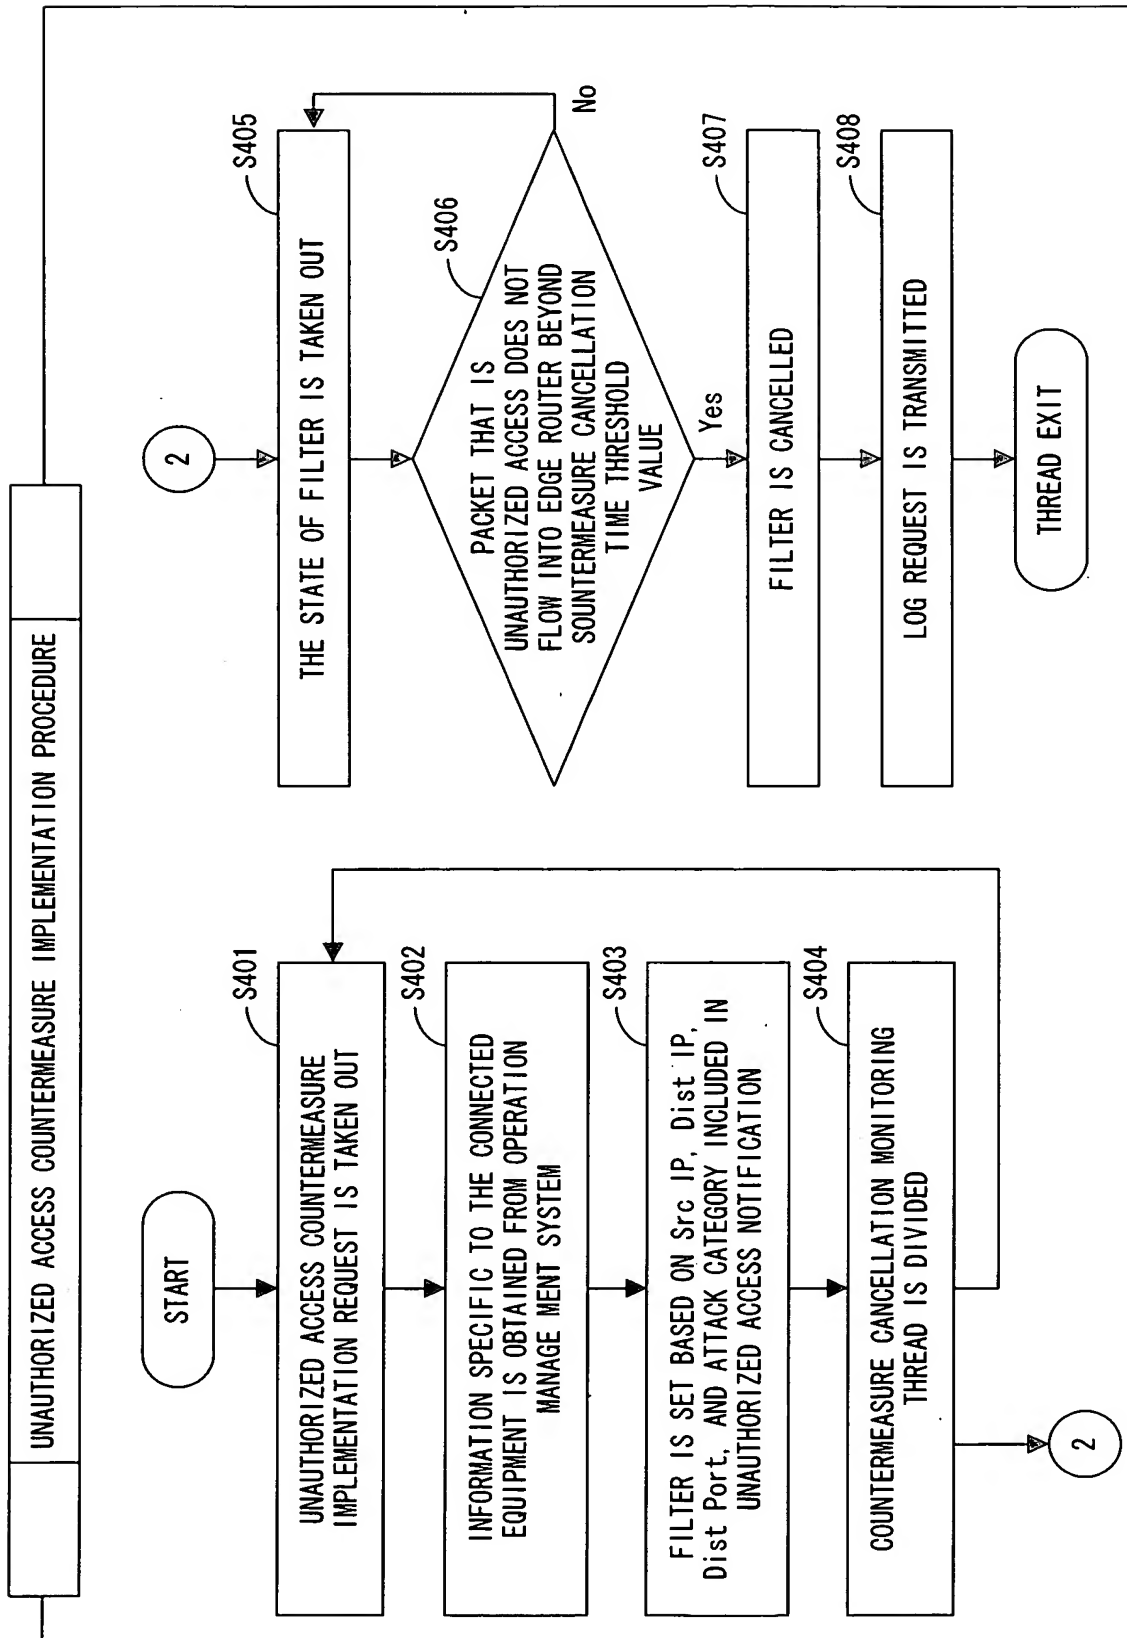 UNAUTHORIZED ACCESS COUNTERMEASURE IMPLEMENTATION PROCEDURE
START
S401
UNAUTHORIZED ACCESS COUNTERMEASURE
IMPLEMENTATION REQUEST IS TAKEN OUT
S402
INFORMATION SPECIFIC TO THE CONNECTED
EQUIPMENT IS OBTAINED FROM OPERATION
MANAGE MENT SYSTEM
S403
FILTER IS SET BASED ON Src IP, Dist IP,
Dist Port, AND ATTACK CATEGORY INCLUDED IN
UNAUTHORIZED ACCESS NOTIFICATION
S404
COUNTERMEASURE CANCELLATION MONITORING
THREAD IS DIVIDED
2
2
S405
THE STATE OF FILTER IS TAKEN OUT
S406
PACKET THAT IS
UNAUTHORIZED ACCESS DOES NOT
FLOW INTO EDGE ROUTER BEYOND
SOUNTERMEASURE CANCELLATION
TIME THRESHOLD
VALUE
No
Yes
S407
FILTER IS CANCELLED
S408
LOG REQUEST IS TRANSMITTED
THREAD EXIT